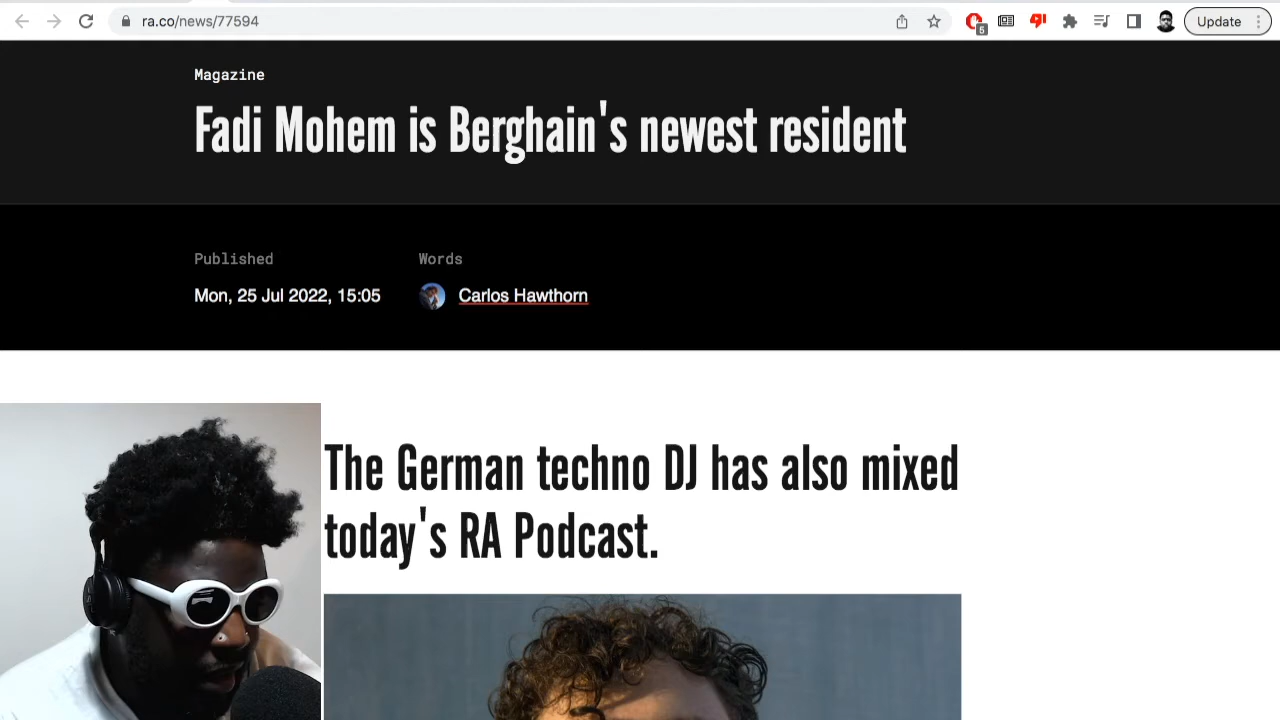 ra.co/news/77594
5
Update
Magazine
Fadi Mohem is Berghain's newest resident
Published
Words
Mon, 25 Jul 2022, 15:05
Carlos Hawthorn
The German techno DJ has also mixed
today's RA Podcast.